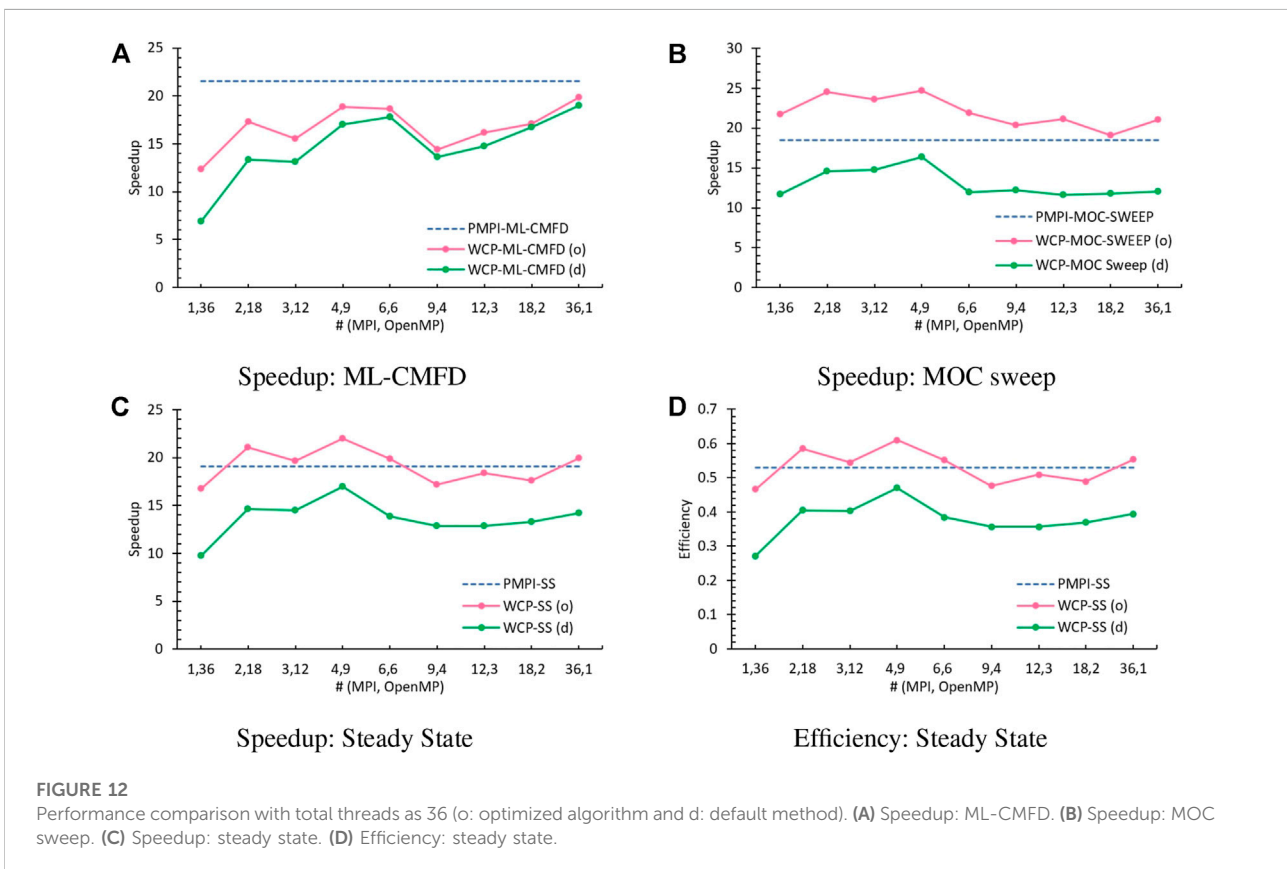 A
25
20
15
10
5
0
Speedup
PMPI-ML-CMFD
WCP-ML-CMFD (o)
WCP-ML-CMFD (d)
1,36 2,18 3,12 4,9 6,6 9,4 12,3 18,2 36,1
# (MPI, OpenMP)
Speedup: ML-CMFD
B
30
25
20
15
10
5
0
Speedup
PMPI-MOC-SWEEP
WCP-MOC-SWEEP (o)
WCP-MOC Sweep (d)
1,36 2,18 3,12 4,9 6,6 9,4 12,3 18,2 36,1
# (MPI, OpenMP)
Speedup: MOC sweep
C
25
20
15
10
5
0
Speedup
PMPI-SS
WCP-SS (o)
WCP-SS (d)
1,36 2,18 3,12 4,9 6,6 9,4 12,3 18,2 36,1
# (MPI, OpenMP)
Speedup: Steady State
D
0.7
0.6
0.5
0.4
0.3
0.2
0.1
0
Efficiency
PMPI-SS
WCP-SS (o)
WCP-SS (d)
1,36 2,18 3,12 4,9 6,6 9,4 12,3 18,2 36,1
# (MPI, OpenMP)
Efficiency: Steady State
FIGURE 12
Performance comparison with total threads as 36 (o: optimized algorithm and d: default method). (A) Speedup: ML-CMFD. (B) Speedup: MOC
sweep. (C) Speedup: steady state. (D) Efficiency: steady state.